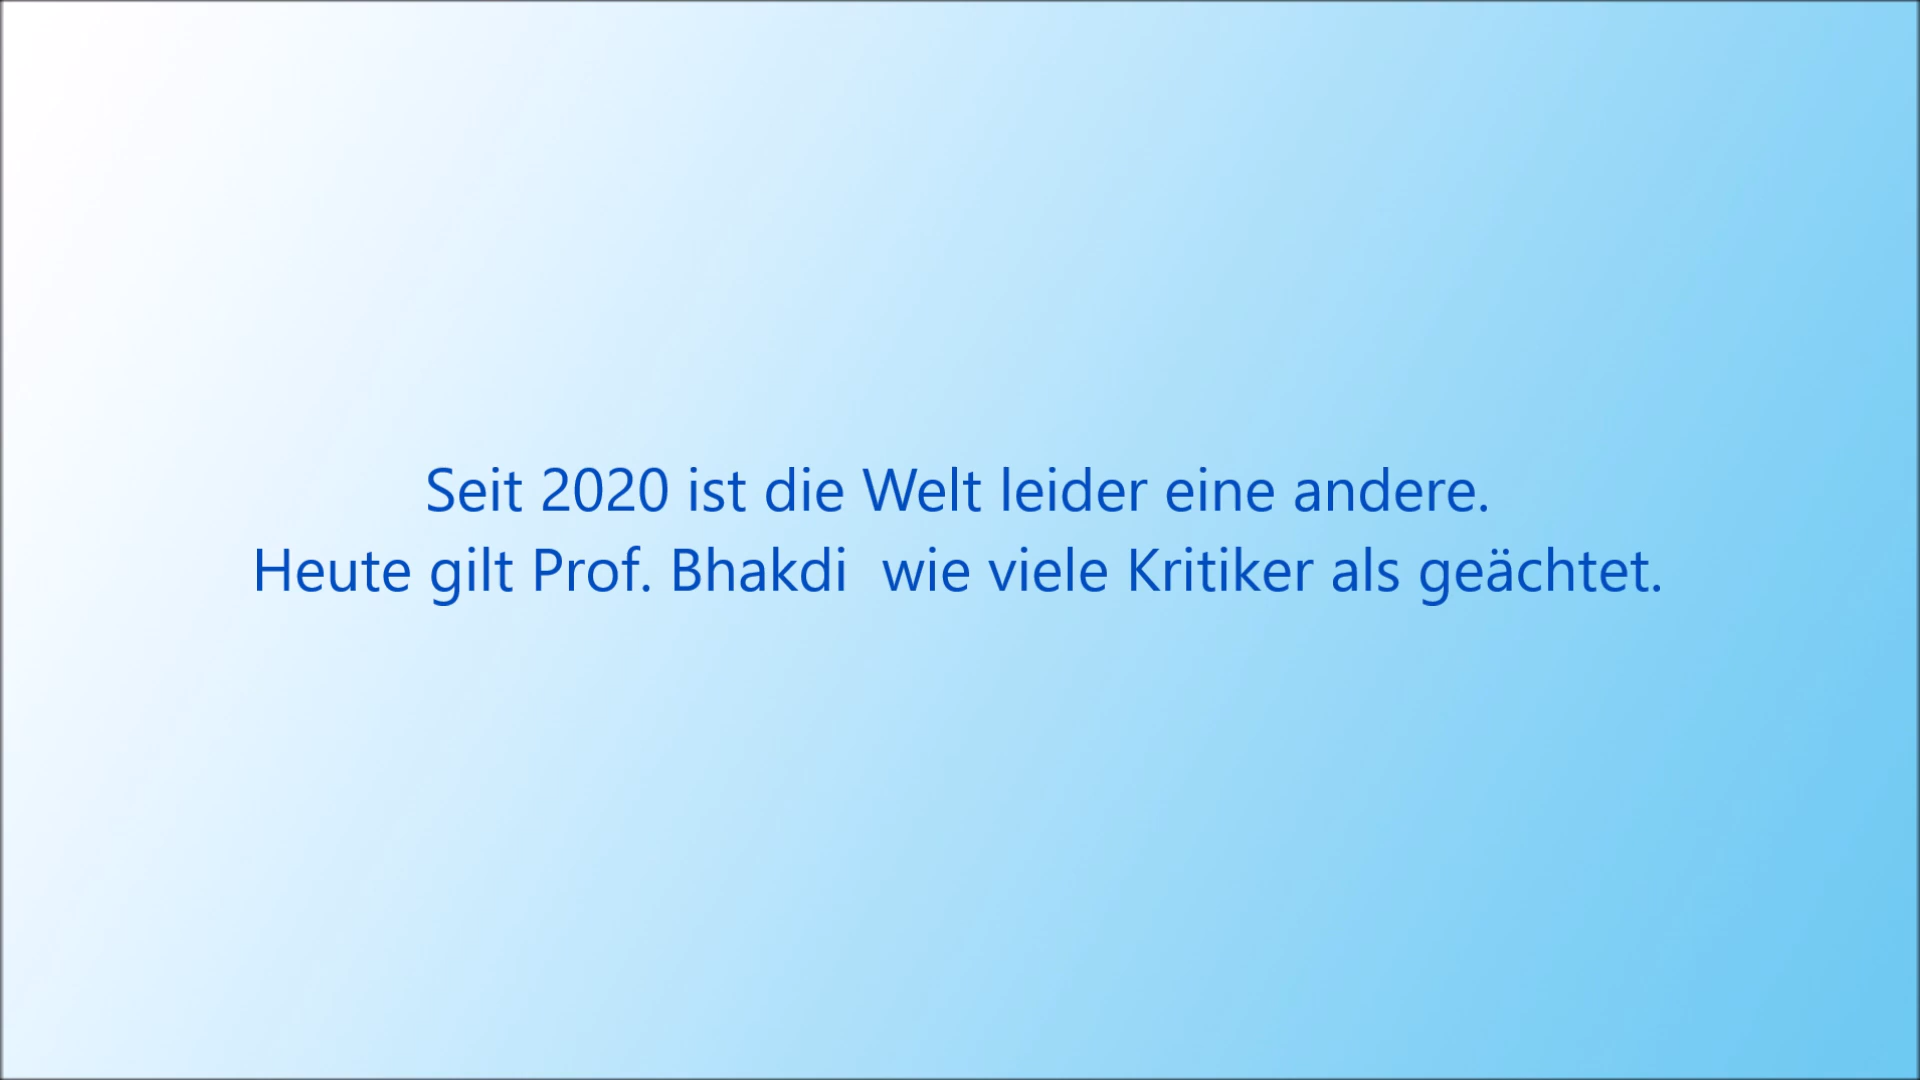 Seit 2020 ist die Welt leider eine andere.
Heute gilt Prof. Bhakdi  wie viele Kritiker als geächtet.